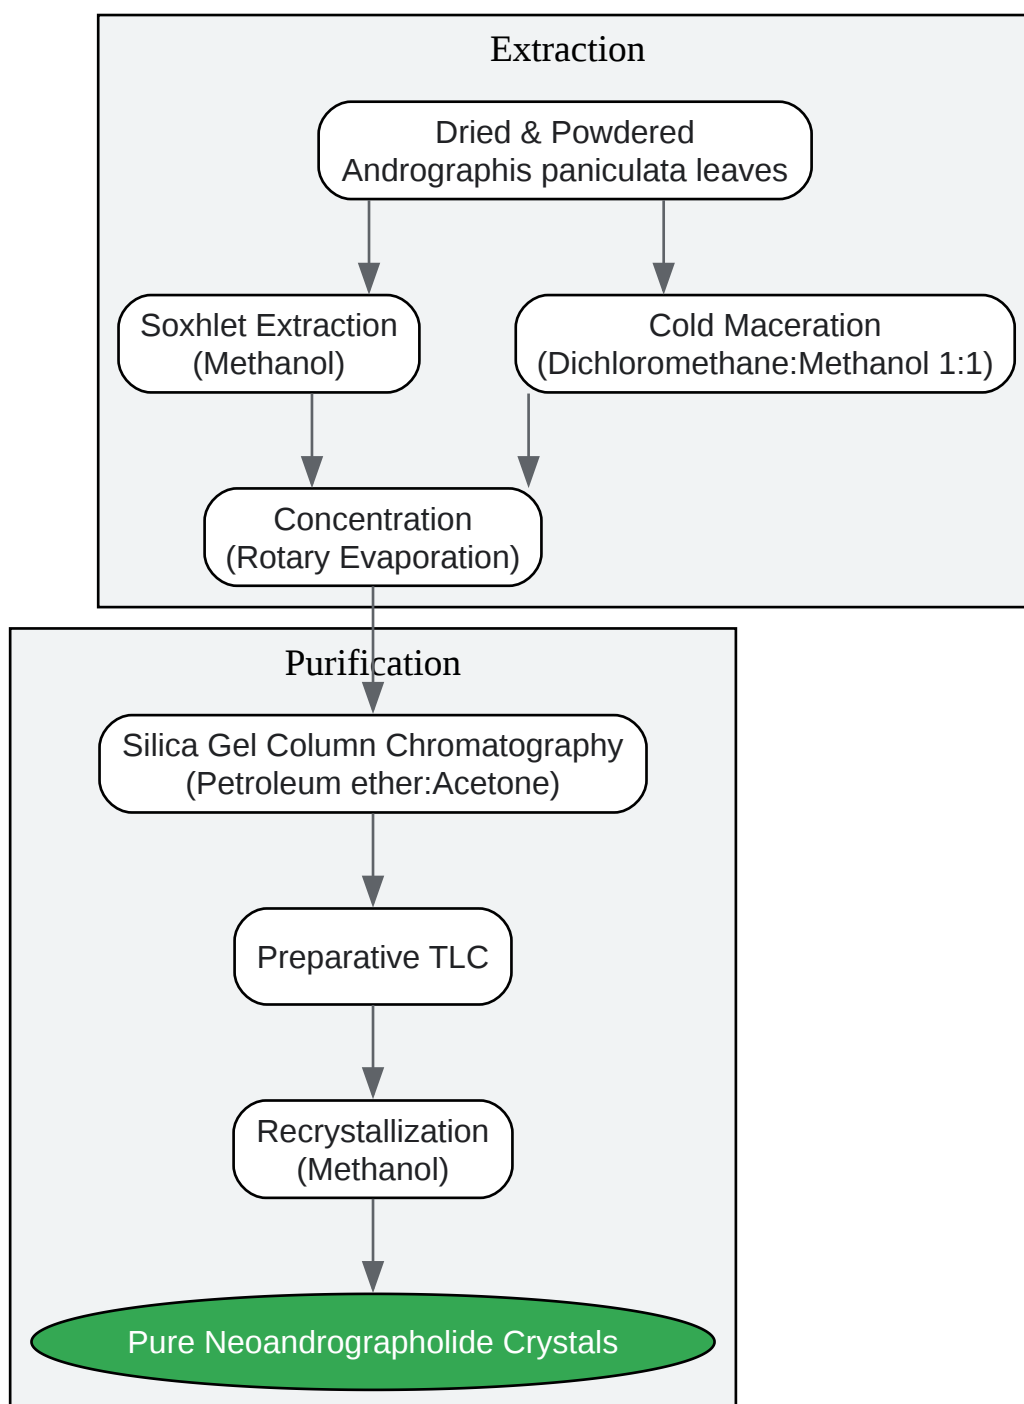 Extraction
Dried & Powdered
Andrographis paniculata leaves
Soxhlet Extraction
(Methanol)
Cold Maceration
(Dichloromethane:Methanol 1:1)
Concentration
(Rotary Evaporation)
Purification
Silica Gel Column Chromatography
(Petroleum ether:Acetone)
Preparative TLC
Recrystallization
(Methanol)
Pure Neoandrographolide Crystals